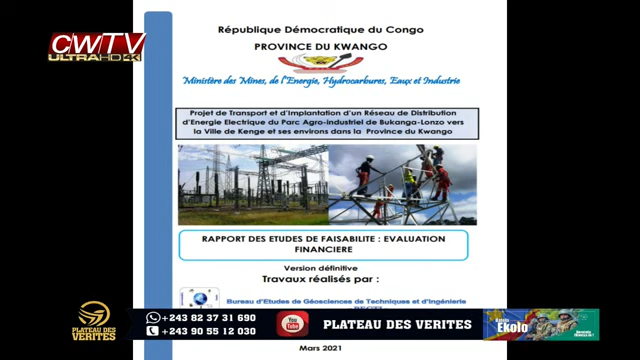 CWTV
ULTRA HD 4K
République Démocratique du Congo
PROVINCE DU KWANGO
Ministère des Mines, de l'Energie, Hydrocarbures, Eaux et Industrie
Projet de Transport et d'Implantation d'un Réseau de Distribution
d'Energie Electrique du Parc Agro-industriel de Bukanga-Lonzo vers
la Ville de Kenge et ses environs dans la Province du Kwango
RAPPORT DES ETUDES DE FAISABILITE : EVALUATION
FINANCIERE
Version définitive
Travaux réalisés par :
Bureau d'Etudes de Géosciences de Techniques et d'Ingénierie
PLATEAU DES
VERITES
+243 82 37 31 690
+243 90 55 12 030
You Tube
PLATEAU DES VERITES
Ekolo
Mars 2021